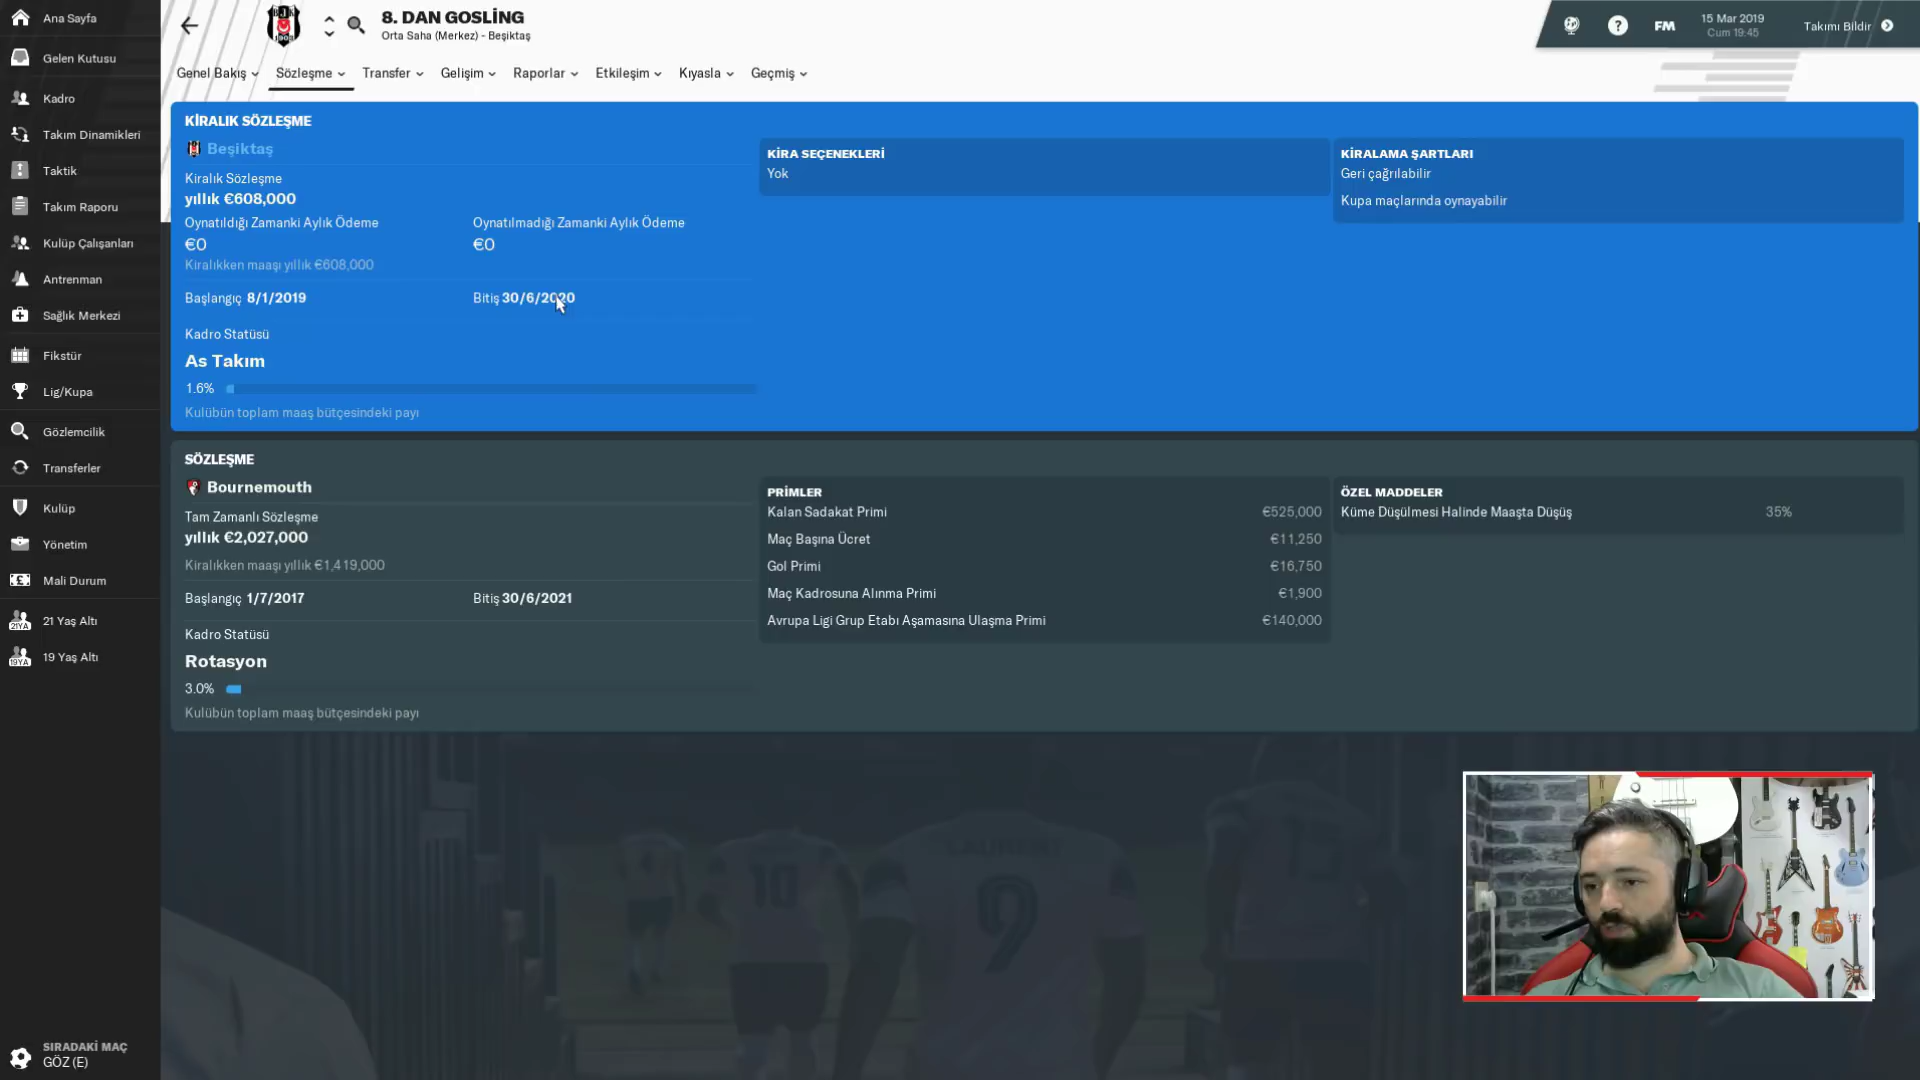 Ana Sayfa
Gelen Kutusu
Kadro
Takım Dinamikleri
Taktik
Takım Raporu
Kulüp Çalışanları
Antrenman
Sağlık Merkezi
Fikstür
Lig/Kupa
Gözlemcilik
Transferler
Kulüp
Yönetim
Mali Durum
21YA
21 Yaş Altı
19YA
19 Yaş Altı
SIRADAKİ MAÇ
GÖZ (E)
8. DAN GOSLING
Orta Saha (Merkez) - Beşiktaş
?
FM
15 Mar 2019
Cum 19:45
Takımı Bildir
Genel Bakış
Sözleşme
Transfer
Gelişim
Raporlar
Etkileşim
Kıyasla
Geçmiş
KİRALIK SÖZLEŞME
Beşiktaş
Kiralık Sözleşme
yıllık €608,000
Oynatıldığı Zamanki Aylık Ödeme
Oynatılmadığı Zamanki Aylık Ödeme
€0
€0
Kiralıkken maaşı yıllık €608,000
Başlangıç 8/1/2019
Bitiş 30/6/2020
Kadro Statüsü
As Takım
1.6%
Kulübün toplam maaş bütçesindeki payı
KİRA SEÇENEKLERİ
Yok
KİRALAMA ŞARTLARI
Geri çağrılabilir
Kupa maçlarında oynayabilir
SÖZLEŞME
Bournemouth
Tam Zamanlı Sözleşme
yıllık €2,027,000
Kiralıkken maaşı yıllık €1,419,000
Başlangıç 1/7/2017
Bitiş 30/6/2021
Kadro Statüsü
Rotasyon
3.0%
Kulübün toplam maaş bütçesindeki payı
PRİMLER
Kalan Sadakat Primi €525,000
Maç Başına Ücret €11,250
Gol Primi €16,750
Maç Kadrosuna Alınma Primi €1,900
Avrupa Ligi Grup Etabı Aşamasına Ulaşma Primi €140,000
ÖZEL MADDELER
Küme Düşülmesi Halinde Maaşta Düşüş 35%
10
9